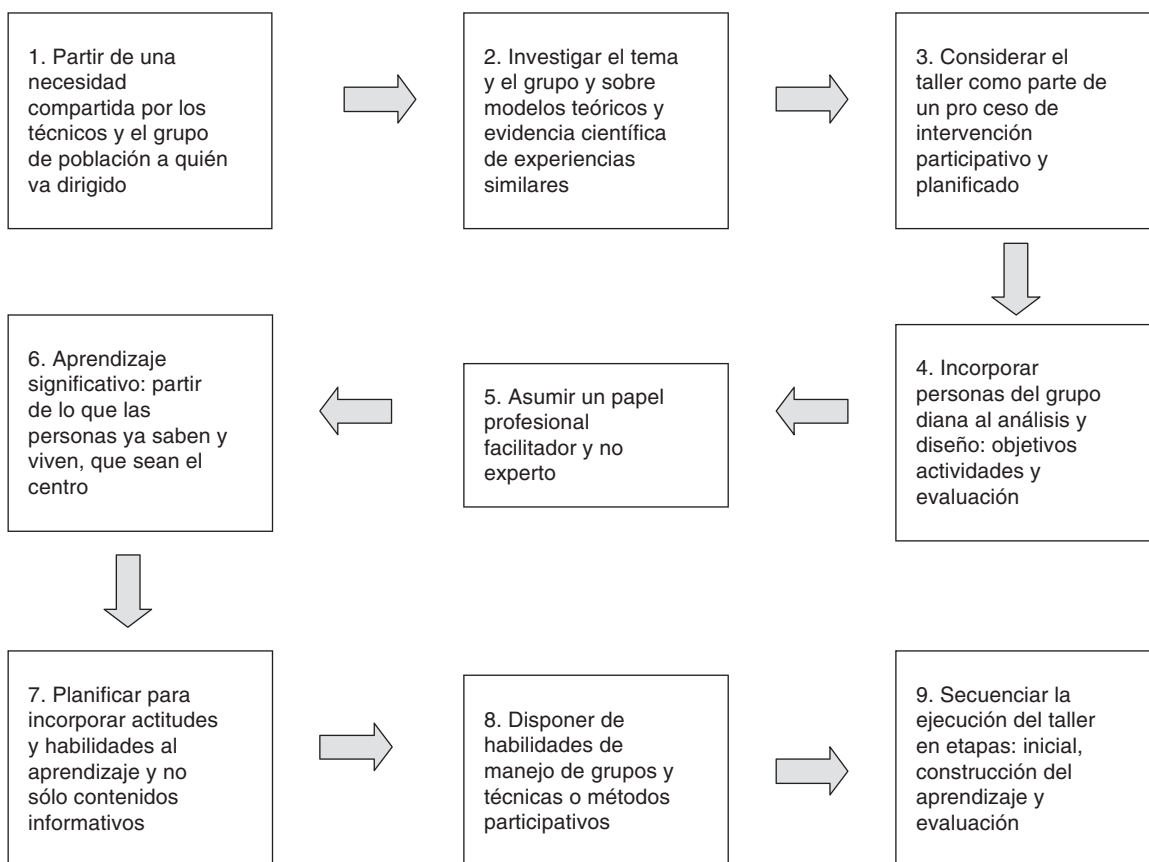 1. Partir de una
necesidad
compartida por los
técnicos y el grupo
de población a quién
va dirigido
2. Investigar el tema
y el grupo y sobre
modelos teóricos y
evidencia científica
de experiencias
similares
3. Considerar el
taller como parte de
un pro ceso de
intervención
participativo y
planificado
4. Incorporar
personas del grupo
diana al análisis y
diseño: objetivos
actividades y
evaluación
5. Asumir un papel
profesional
facilitador y no
experto
6. Aprendizaje
significativo: partir
de lo que las
personas ya saben y
viven, que sean el
centro
7. Planificar para
incorporar actitudes
y habilidades al
aprendizaje y no
sólo contenidos
informativos
8. Disponer de
habilidades de
manejo de grupos y
técnicas o métodos
participativos
9. Secuenciar la
ejecución del taller
en etapas: inicial,
construcción del
aprendizaje y
evaluación